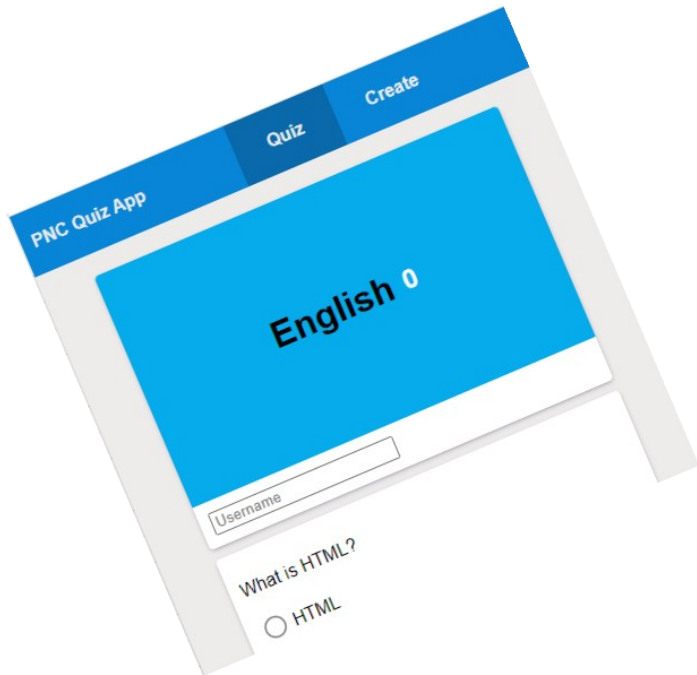 PNC Quiz App Quiz Create
English 0
Username
What is HTML?
HTML